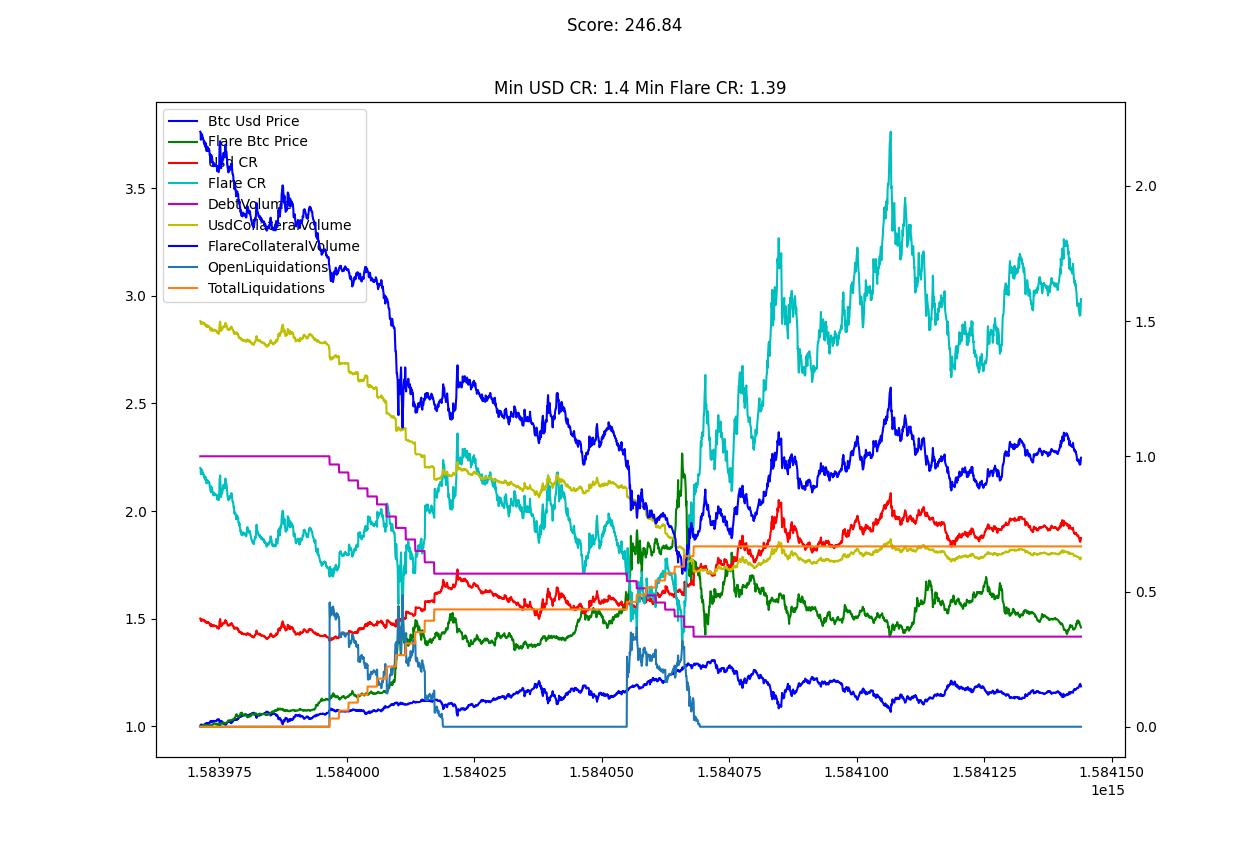 Score: 246.84
Min USD CR: 1.4 Min Flare CR: 1.39
Btc Usd Price
Flare Btc Price
Usd CR
Flare CR
DebtVolume
UsdCollateralVolume
FlareCollateralVolume
OpenLiquidations
TotalLiquidations
3.5
3.0
2.5
2.0
1.5
1.0
2.0
1.5
1.0
0.5
0.0
1.583975
1.584000
1.584025
1.584050
1.584075
1.584100
1.584125
1.584150
1e15